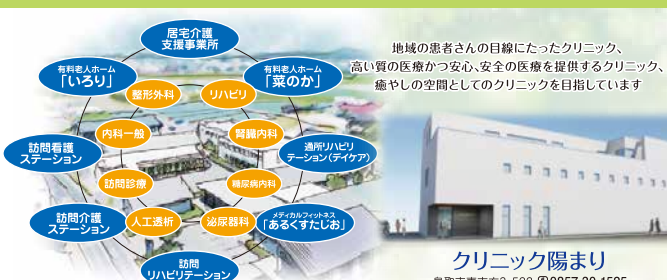 居宅介護
支援事業所
有料老人ホーム
「いろり」
有料老人ホーム
「菜のか」
整形外科
リハビリ
内科一般
腎臓内科
訪問看護
ステーション
通所リハビリ
テーション(デイケア)
訪問診療
糖尿病内科
訪問介護
ステーション
人工透析
泌尿器科
メディカルフィットネス
「あるくすたじお」
訪問
リハビリテーション
地域の患者さんの目線にたったクリニック、
高い質の医療かつ安心、安全の医療を提供するクリニック、
癒やしの空間としてのクリニックを目指しています
クリニック陽まり